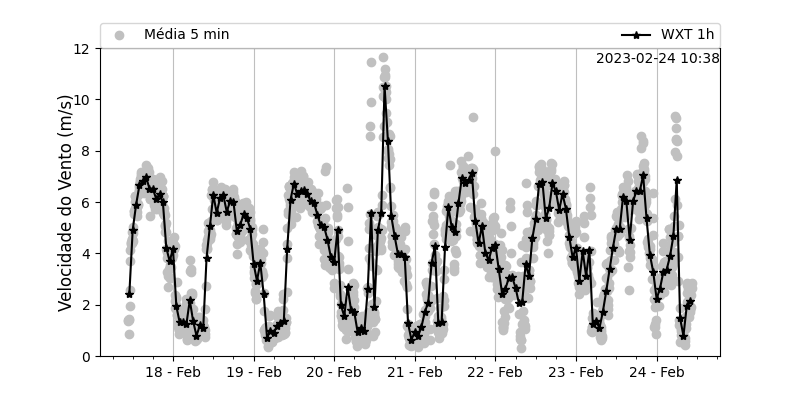 Média 5 min
WXT 1h
2023-02-24 10:38
Velocidade do Vento (m/s)
12
10
8
6
4
2
0
18 - Feb
19 - Feb
20 - Feb
21 - Feb
22 - Feb
23 - Feb
24 - Feb